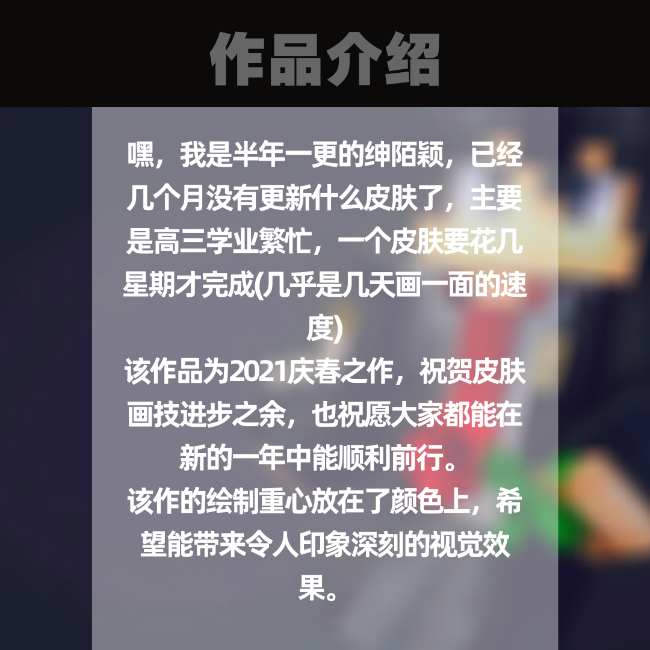 作品介绍
嘿，我是半年一更的绅陌颖，已经
几个月没有更新什么皮肤了，主要
是高三学业繁忙，一个皮肤要花几
星期才完成(几乎是几天画一面的速
度)
该作品为2021庆春之作，祝贺皮肤
画技进步之余，也祝愿大家都能在
新的一年中能顺利前行。
该作的绘制重心放在了颜色上，希
望能带来令人印象深刻的视觉效
果。